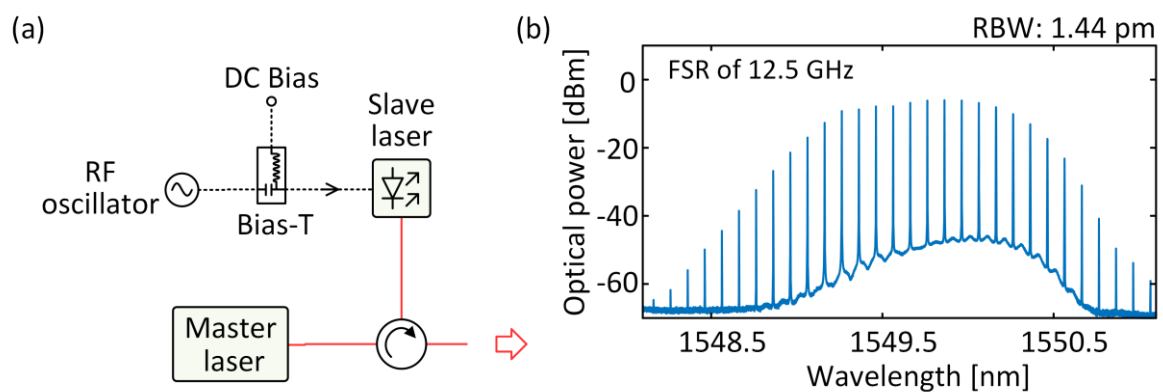 (a)
DC Bias
Slave
laser
RF
oscillator
Bias-T
Master
laser
(b)
RBW: 1.44 pm
FSR of 12.5 GHz
Optical power [dBm]
0
-20
-40
-60
1548.5
1549.5
1550.5
Wavelength [nm]